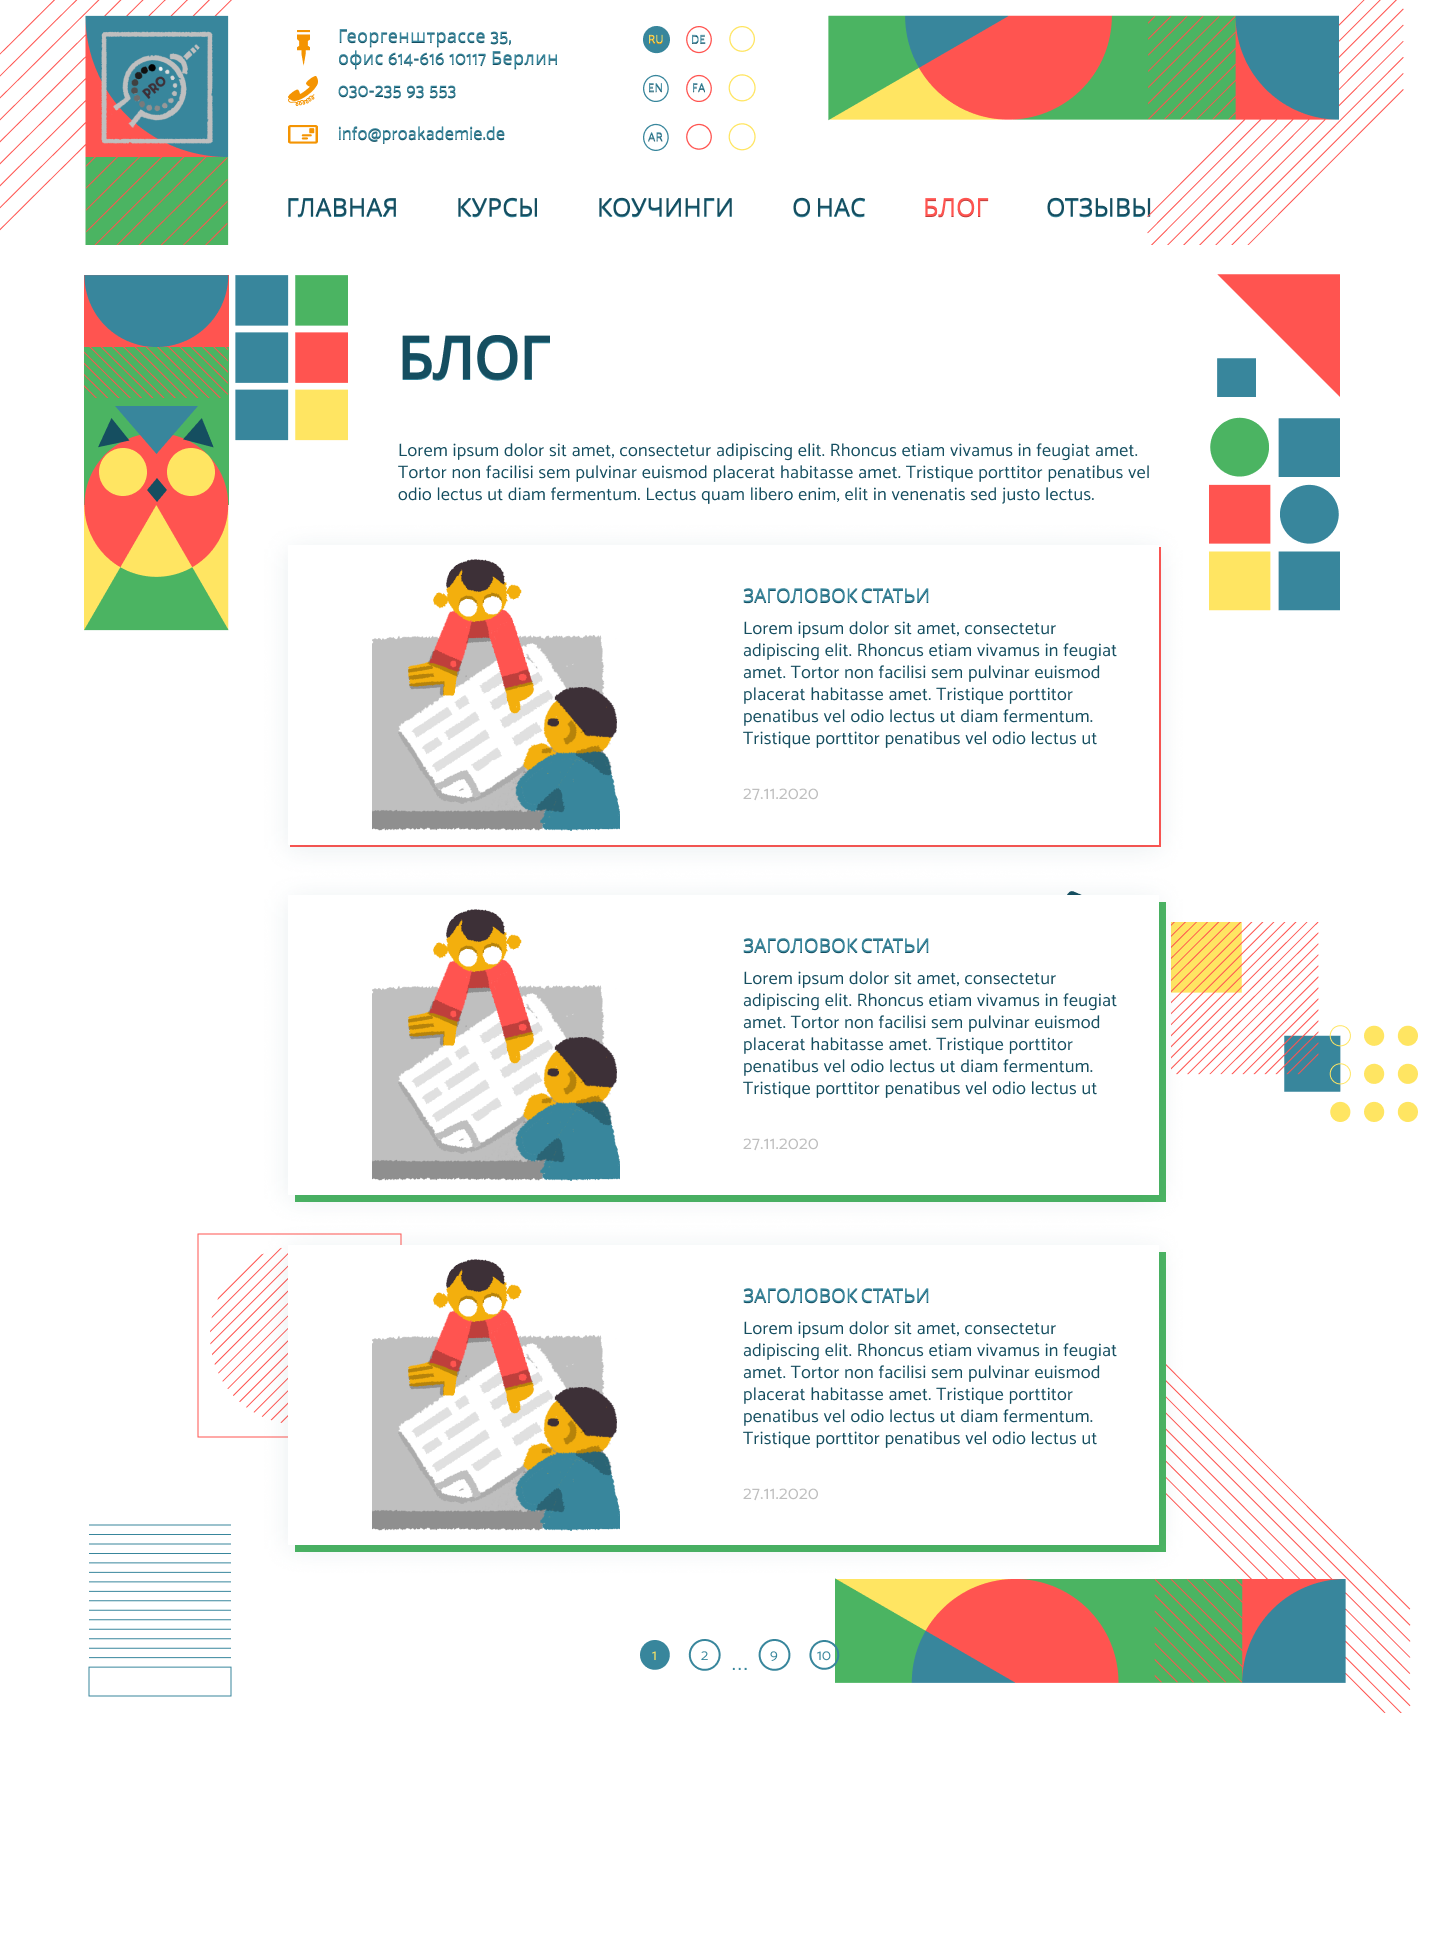 PRO
Георгенштрассе 35,
офис 614-616 10117 Берлин
030-235 93 553
info@proakademie.de
RU
DE
EN
FA
AR
ГЛАВНАЯ
КУРСЫ
КОУЧИНГИ
О НАС
БЛОГ
ОТЗЫВЫ
БЛОГ
Lorem ipsum dolor sit amet, consectetur adipiscing elit. Rhoncus etiam vivamus in feugiat amet.
Tortor non facilisi sem pulvinar euismod placerat habitasse amet. Tristique porttitor penatibus vel
odio lectus ut diam fermentum. Lectus quam libero enim, elit in venenatis sed justo lectus.
ЗАГОЛОВОК СТАТЬИ
Lorem ipsum dolor sit amet, consectetur
adipiscing elit. Rhoncus etiam vivamus in feugiat
amet. Tortor non facilisi sem pulvinar euismod
placerat habitasse amet. Tristique porttitor
penatibus vel odio lectus ut diam fermentum.
Tristique porttitor penatibus vel odio lectus ut
27.11.2020
ЗАГОЛОВОК СТАТЬИ
Lorem ipsum dolor sit amet, consectetur
adipiscing elit. Rhoncus etiam vivamus in feugiat
amet. Tortor non facilisi sem pulvinar euismod
placerat habitasse amet. Tristique porttitor
penatibus vel odio lectus ut diam fermentum.
Tristique porttitor penatibus vel odio lectus ut
27.11.2020
ЗАГОЛОВОК СТАТЬИ
Lorem ipsum dolor sit amet, consectetur
adipiscing elit. Rhoncus etiam vivamus in feugiat
amet. Tortor non facilisi sem pulvinar euismod
placerat habitasse amet. Tristique porttitor
penatibus vel odio lectus ut diam fermentum.
Tristique porttitor penatibus vel odio lectus ut
27.11.2020
1 2 ... 9 10